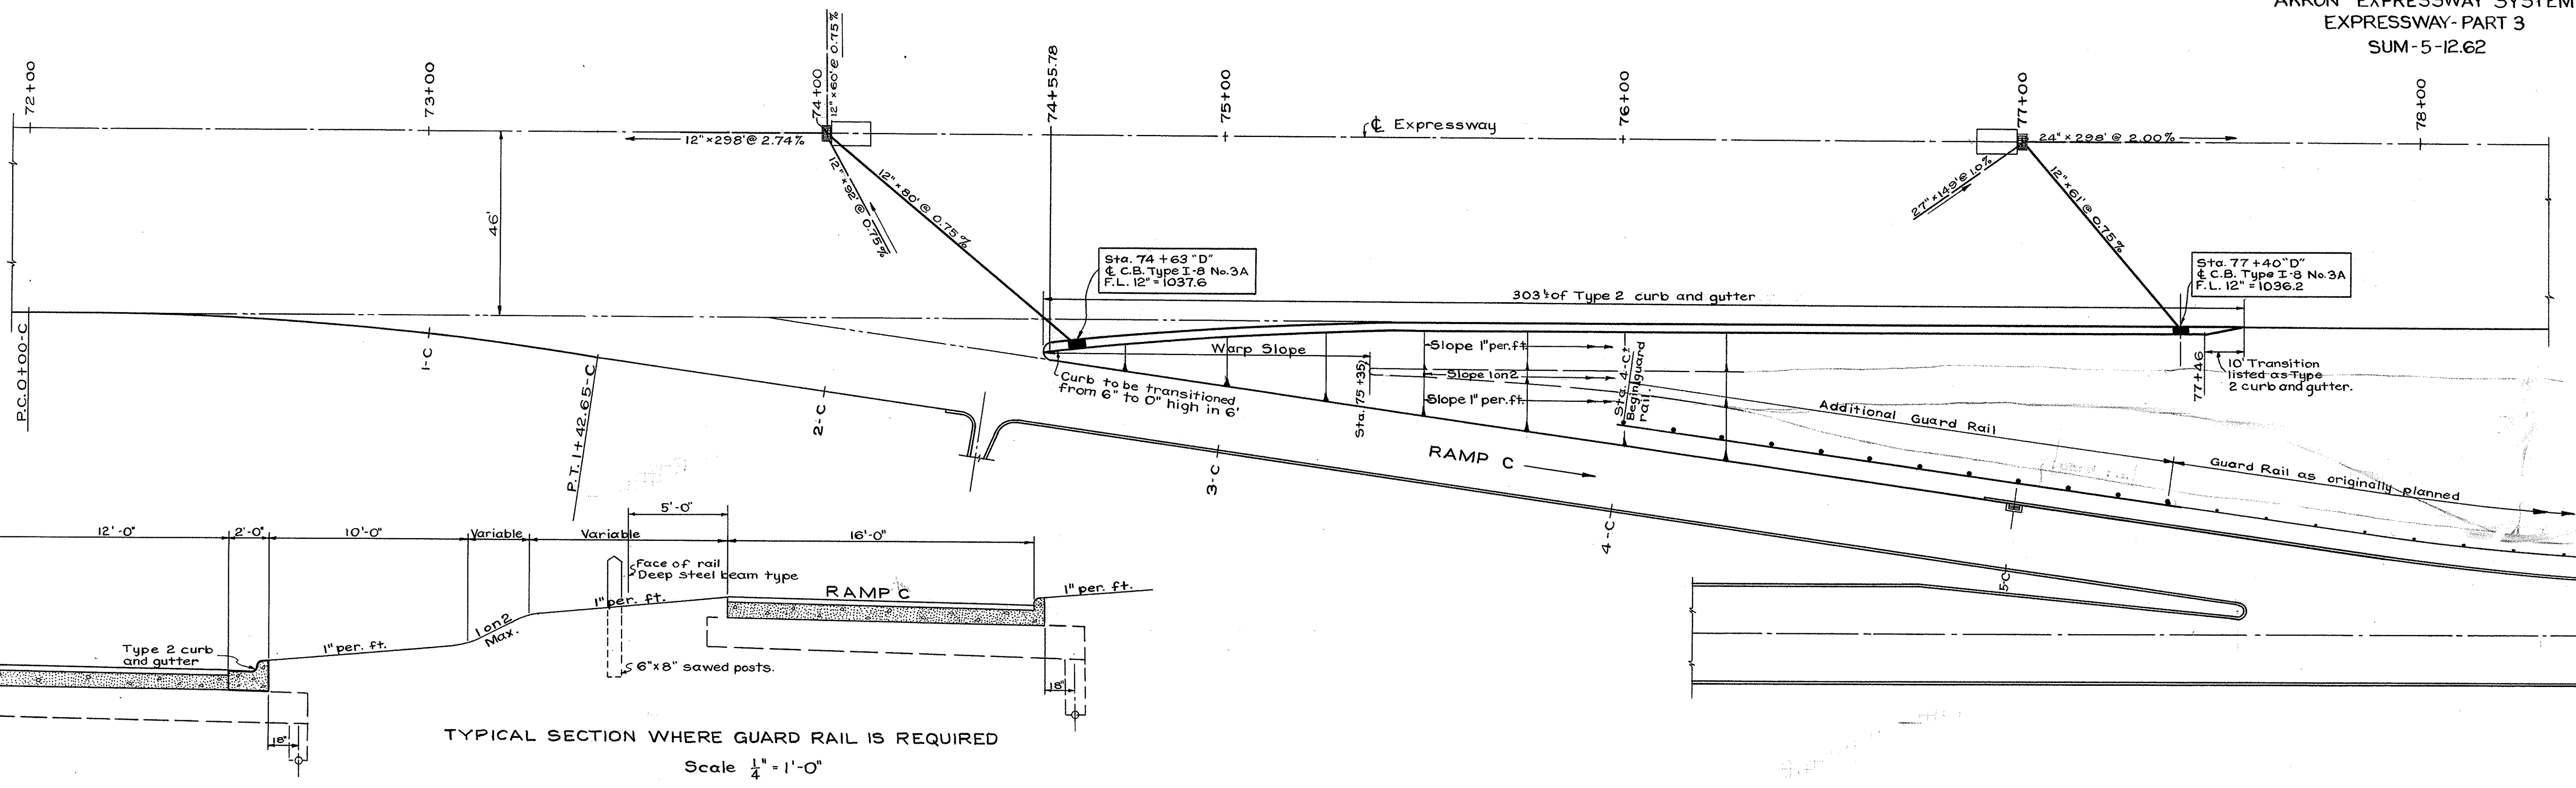 AKRON EXPRESSWAY SYSTEM
EXPRESSWAY-PART 3
SUM-5-12.62
72+00
73+00
74+00
12"x60'@ 0.75%
74+55.78
75+00
76+00
77+00
78+00
℄ Expressway
12"x298'@ 2.74%
24"x298'@ 2.00%
46'
12"x92'@ 0.75%
12"x80'@ 0.75%
27"x149'@ 1.0%
12"x61'@ 0.75%
Sta. 74+63 "D"
℄ C.B. Type I-8 No.3A
F.L. 12" = 1037.6
Sta. 77+40 "D"
℄ C.B. Type I-8 No.3A
F.L. 12" = 1036.2
303'± of Type 2 curb and gutter
P.C. 0+00-C
1-C
P.T. 1+42.65-C
2-C
3-C
4-C
5-C
Warp Slope
Curb to be transitioned
from 6" to 0" high in 6'
Sta. 75+35
Slope 1" per. ft.
Slope 1 on 2
Slope 1" per. ft.
Sta. 4-C±
Begin guard
rail.
77+46
10' Transition
listed as Type
2 curb and gutter.
Additional Guard Rail
Guard Rail as originally planned
RAMP C
12'-0"
2'-0"
10'-0"
Variable
Variable
5'-0"
16'-0"
Face of rail
Deep steel beam type
RAMP C
1" per. ft.
1" per. ft.
1 on 2
Max.
1" per. ft.
Type 2 curb
and gutter
6"x8" sawed posts.
18"
18"
TYPICAL SECTION WHERE GUARD RAIL IS REQUIRED
Scale 1/4" = 1'-0"